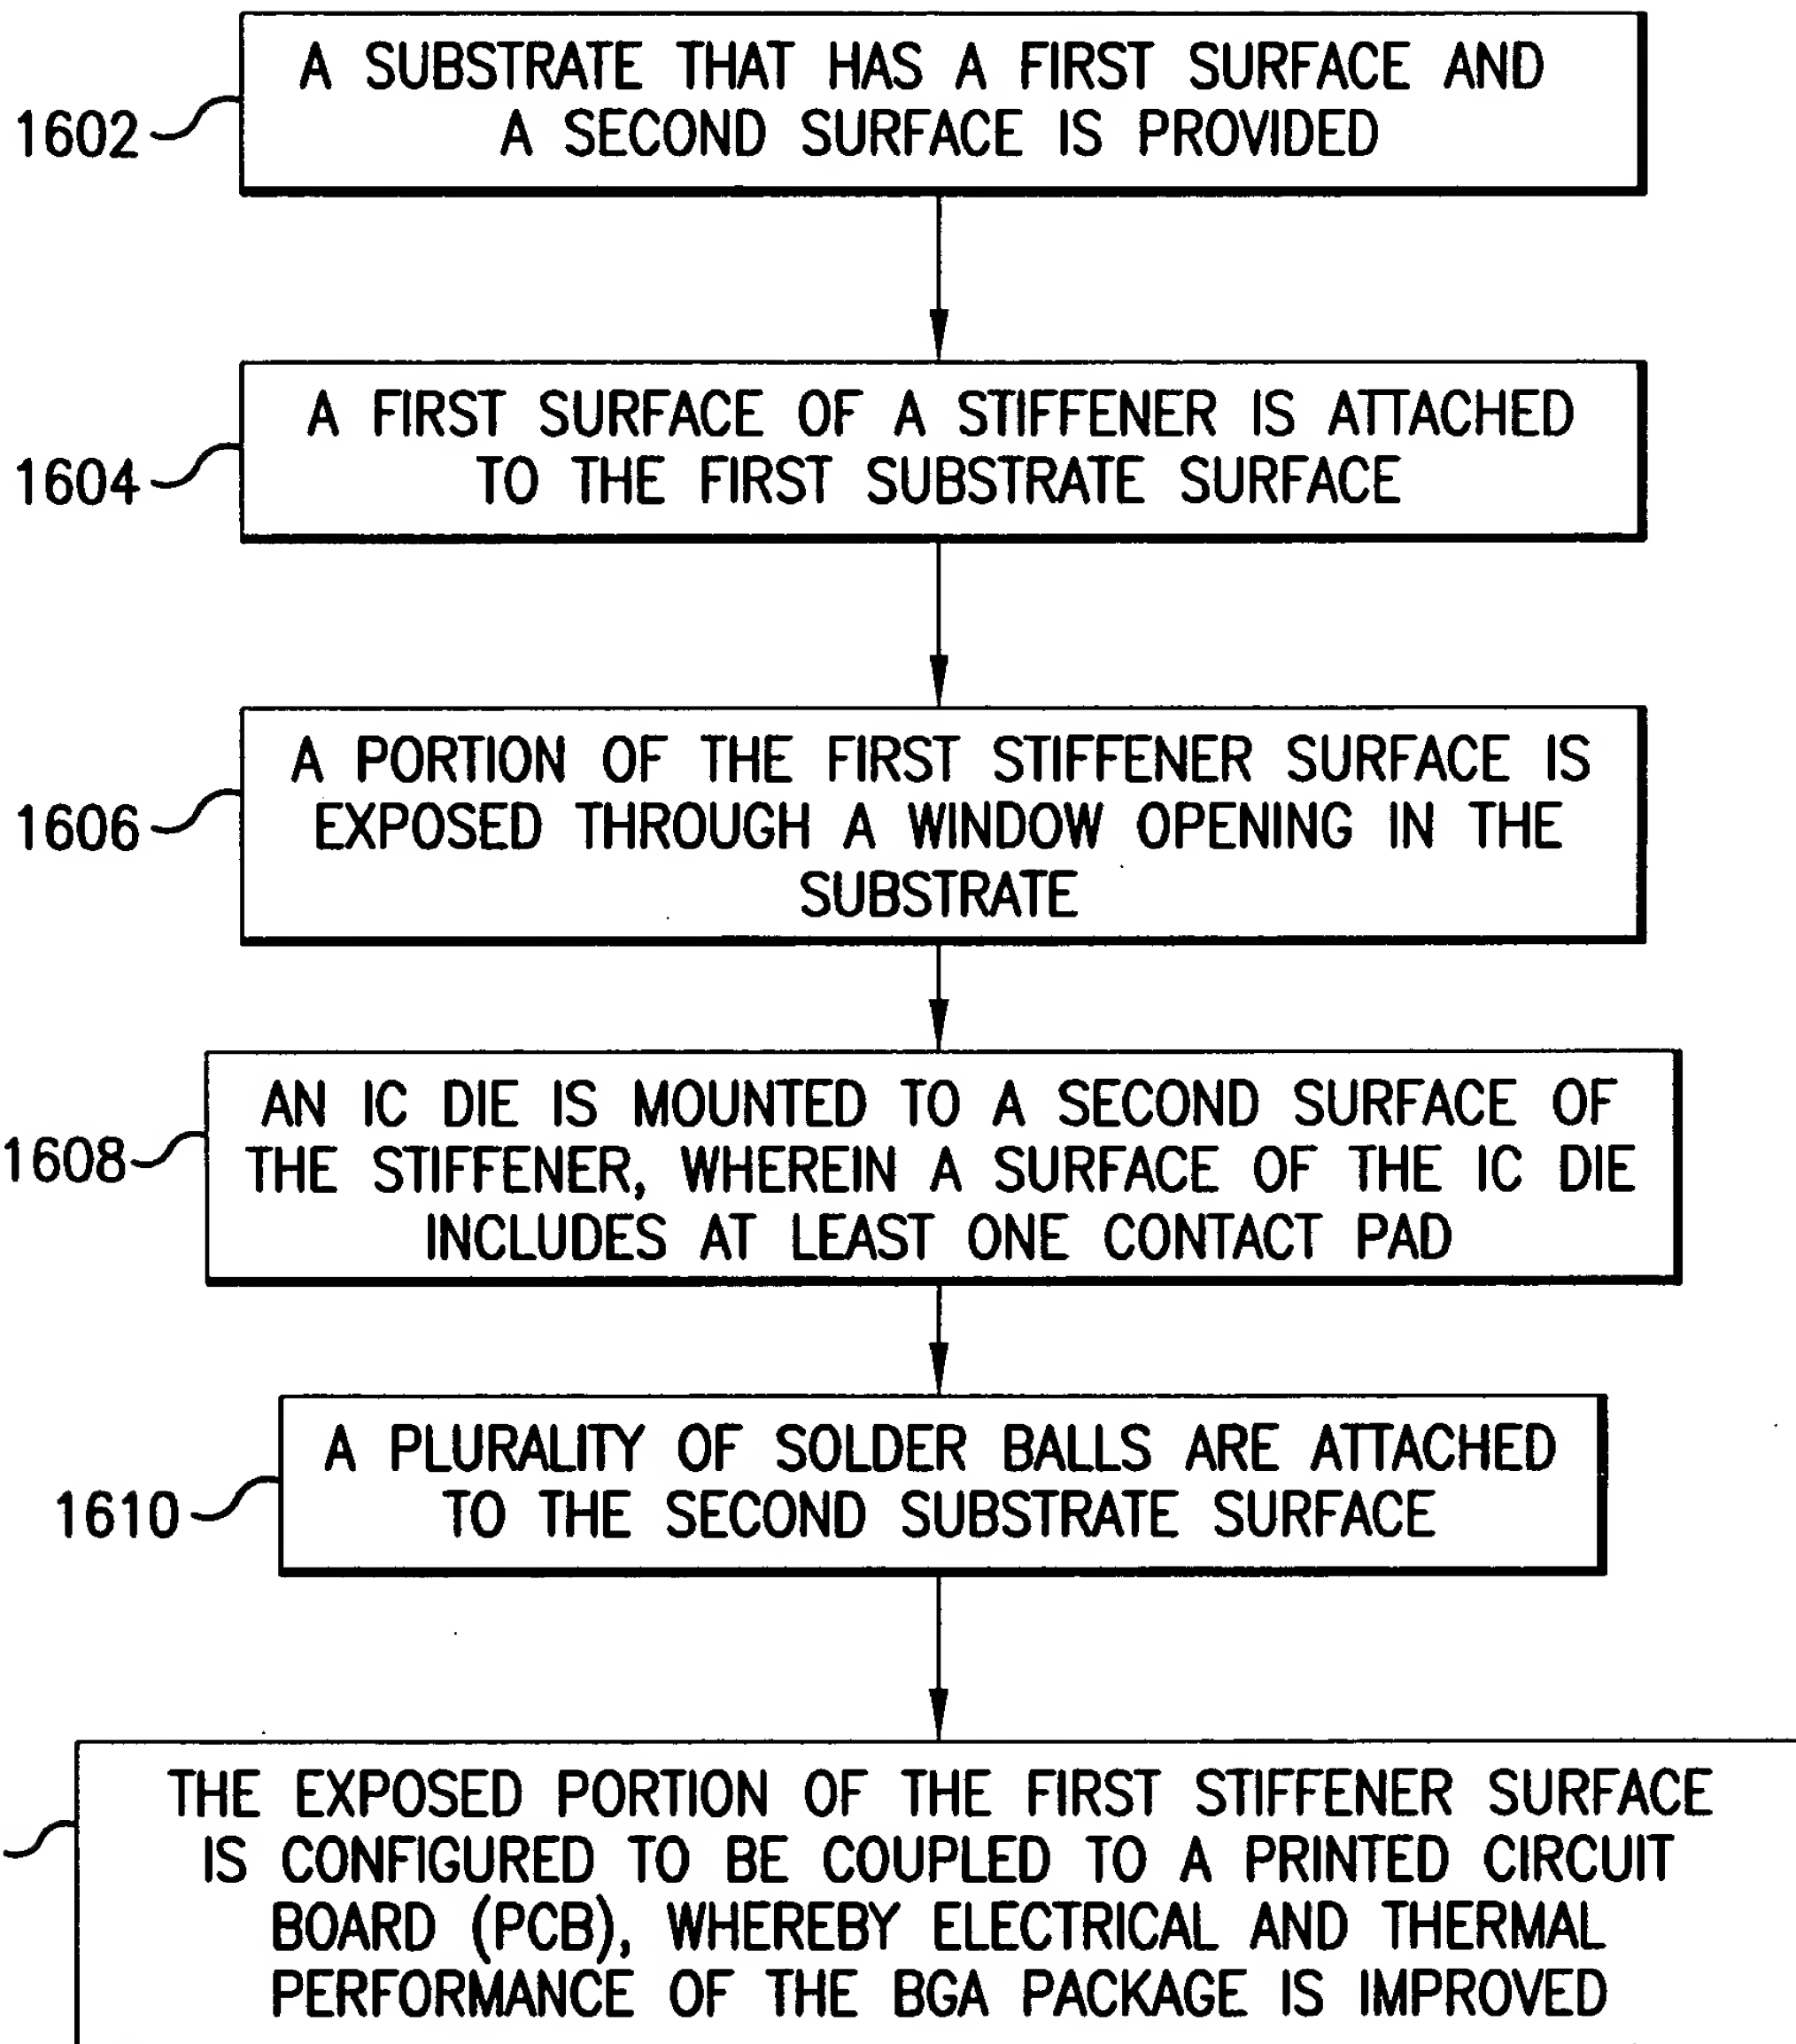 A SUBSTRATE THAT HAS A FIRST SURFACE AND
A SECOND SURFACE IS PROVIDED
1602
A FIRST SURFACE OF A STIFFENER IS ATTACHED
TO THE FIRST SUBSTRATE SURFACE
1604
A PORTION OF THE FIRST STIFFENER SURFACE IS
EXPOSED THROUGH A WINDOW OPENING IN THE
SUBSTRATE
1606
AN IC DIE IS MOUNTED TO A SECOND SURFACE OF
THE STIFFENER, WHEREIN A SURFACE OF THE IC DIE
INCLUDES AT LEAST ONE CONTACT PAD
1608
A PLURALITY OF SOLDER BALLS ARE ATTACHED
TO THE SECOND SUBSTRATE SURFACE
1610
THE EXPOSED PORTION OF THE FIRST STIFFENER SURFACE
IS CONFIGURED TO BE COUPLED TO A PRINTED CIRCUIT
BOARD (PCB), WHEREBY ELECTRICAL AND THERMAL
PERFORMANCE OF THE BGA PACKAGE IS IMPROVED